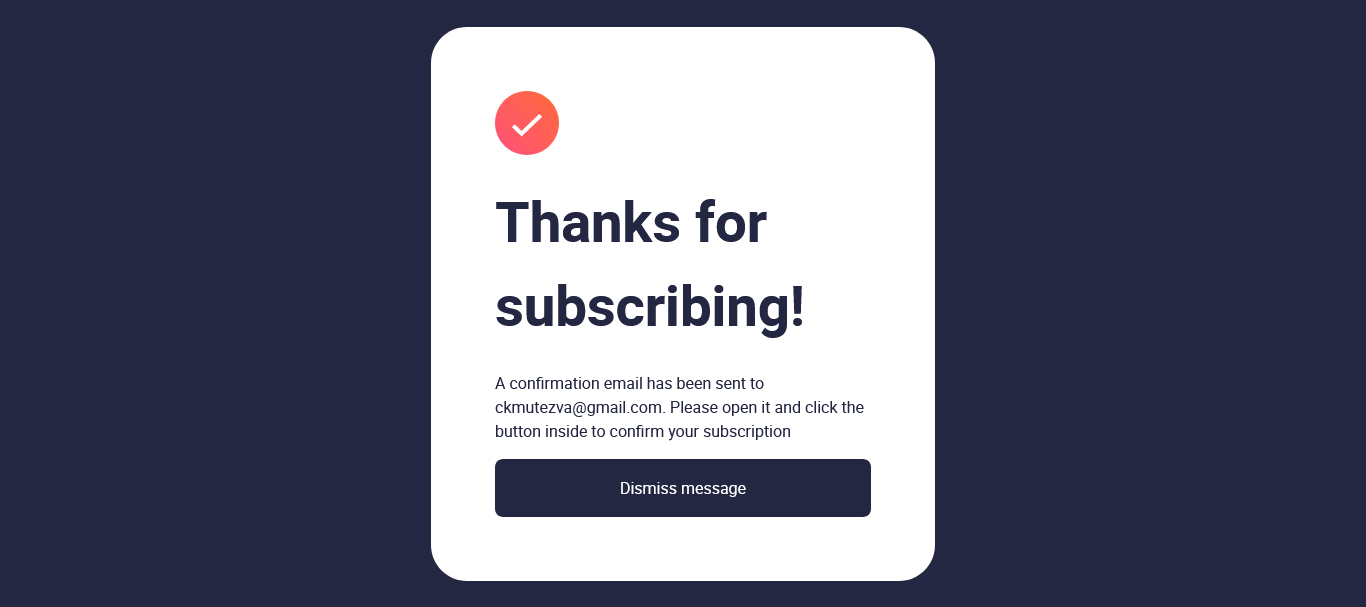 Thanks for
subscribing!
A confirmation email has been sent to
ckmutezva@gmail.com. Please open it and click the
button inside to confirm your subscription
Dismiss message